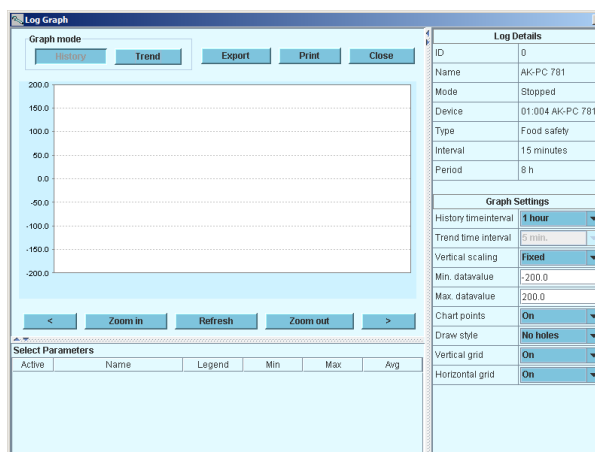 Log Graph
Graph mode
History Trend Export Print Close
200.0
150.0
100.0
50.0
0.0
-50.0
-100.0
-150.0
-200.0
< Zoom in Refresh Zoom out >
Select Parameters
Active Name Legend Min Max Avg
Log Details
ID 0
Name AK-PC 781
Mode Stopped
Device 01:004 AK-PC 781
Type Food safety
Interval 15 minutes
Period 8 h
Graph Settings
History timeinterval 1 hour
Trend time interval 5 min.
Vertical scaling Fixed
Min. datavalue -200.0
Max. datavalue 200.0
Chart points On
Draw style No holes
Vertical grid On
Horizontal grid On